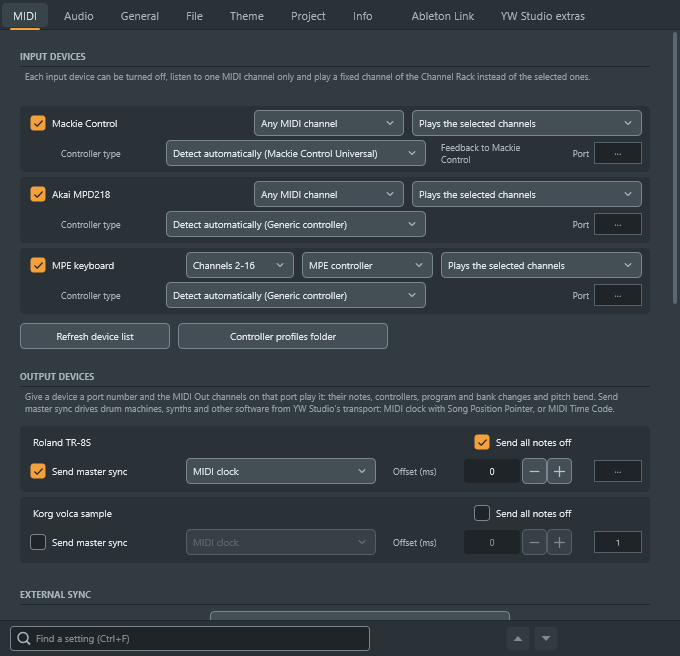 MIDI Audio General File Theme Project Info Ableton Link YW Studio extras
INPUT DEVICES
Each input device can be turned off, listen to one MIDI channel only and play a fixed channel of the Channel Rack instead of the selected ones.
Mackie Control Any MIDI channel Plays the selected channels
Controller type Detect automatically (Mackie Control Universal) Feedback to Mackie Control Port ...
Akai MPD218 Any MIDI channel Plays the selected channels
Controller type Detect automatically (Generic controller) Port ...
MPE keyboard Channels 2-16 MPE controller Plays the selected channels
Controller type Detect automatically (Generic controller) Port ...
Refresh device list Controller profiles folder
OUTPUT DEVICES
Give a device a port number and the MIDI Out channels on that port play it: their notes, controllers, program and bank changes and pitch bend. Send
master sync drives drum machines, synths and other software from YW Studio's transport: MIDI clock with Song Position Pointer, or MIDI Time Code.
Roland TR-8S Send all notes off
Send master sync MIDI clock Offset (ms) 0 − + ...
Korg volca sample Send all notes off
Send master sync MIDI clock Offset (ms) 0 − + 1
EXTERNAL SYNC
Find a setting (Ctrl+F)